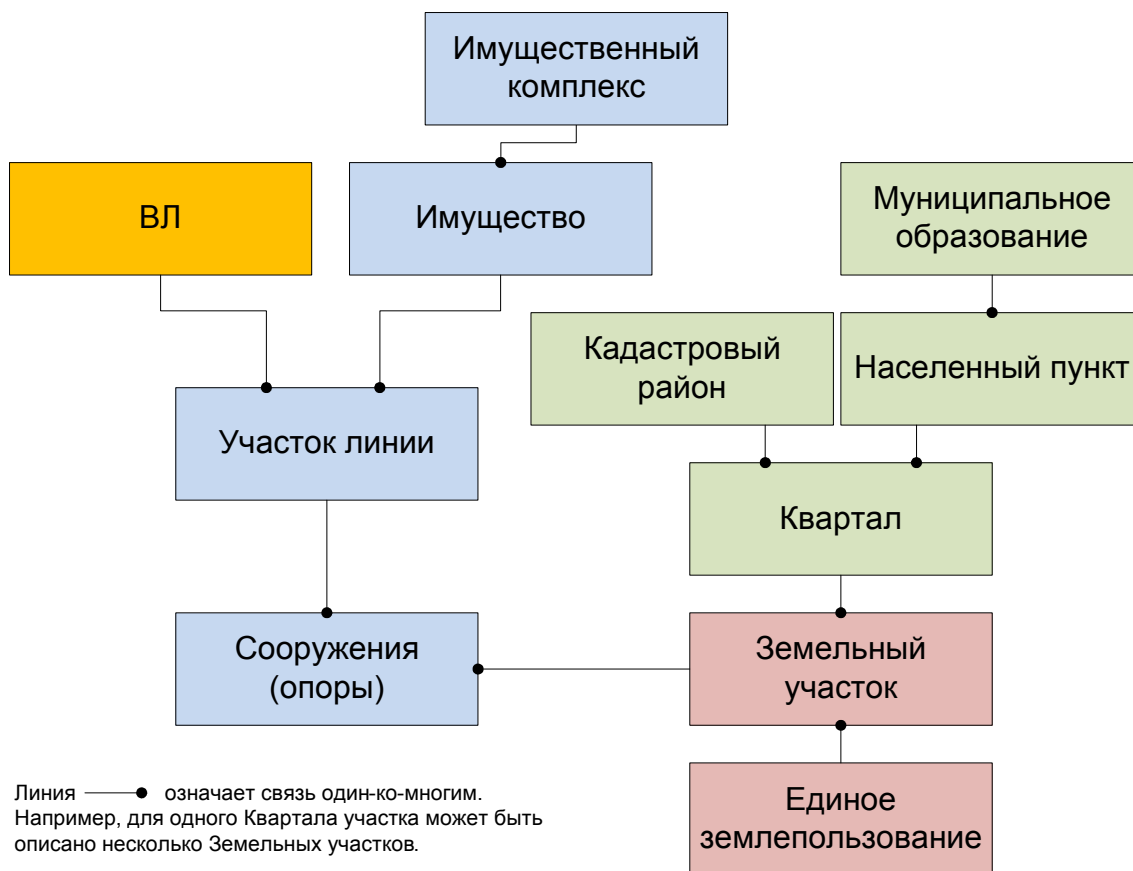 Имущественный
комплекс
ВЛ
Имущество
Муниципальное
образование
Кадастровый
район
Населенный пункт
Участок линии
Квартал
Сооружения
(опоры)
Земельный
участок
Линия означает связь один-ко-многим.
Например, для одного Квартала участка может быть
описано несколько Земельных участков.
Единое
землепользование